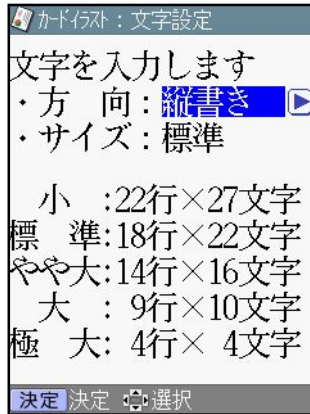 カードイラスト：文字設定
文字を入力します
・方　向：縦書き
・サイズ：標準
小　:22行×27文字
標　準:18行×22文字
やや大:14行×16文字
大　: 9行×10文字
極　大: 4行× 4文字
決定 決定 選択